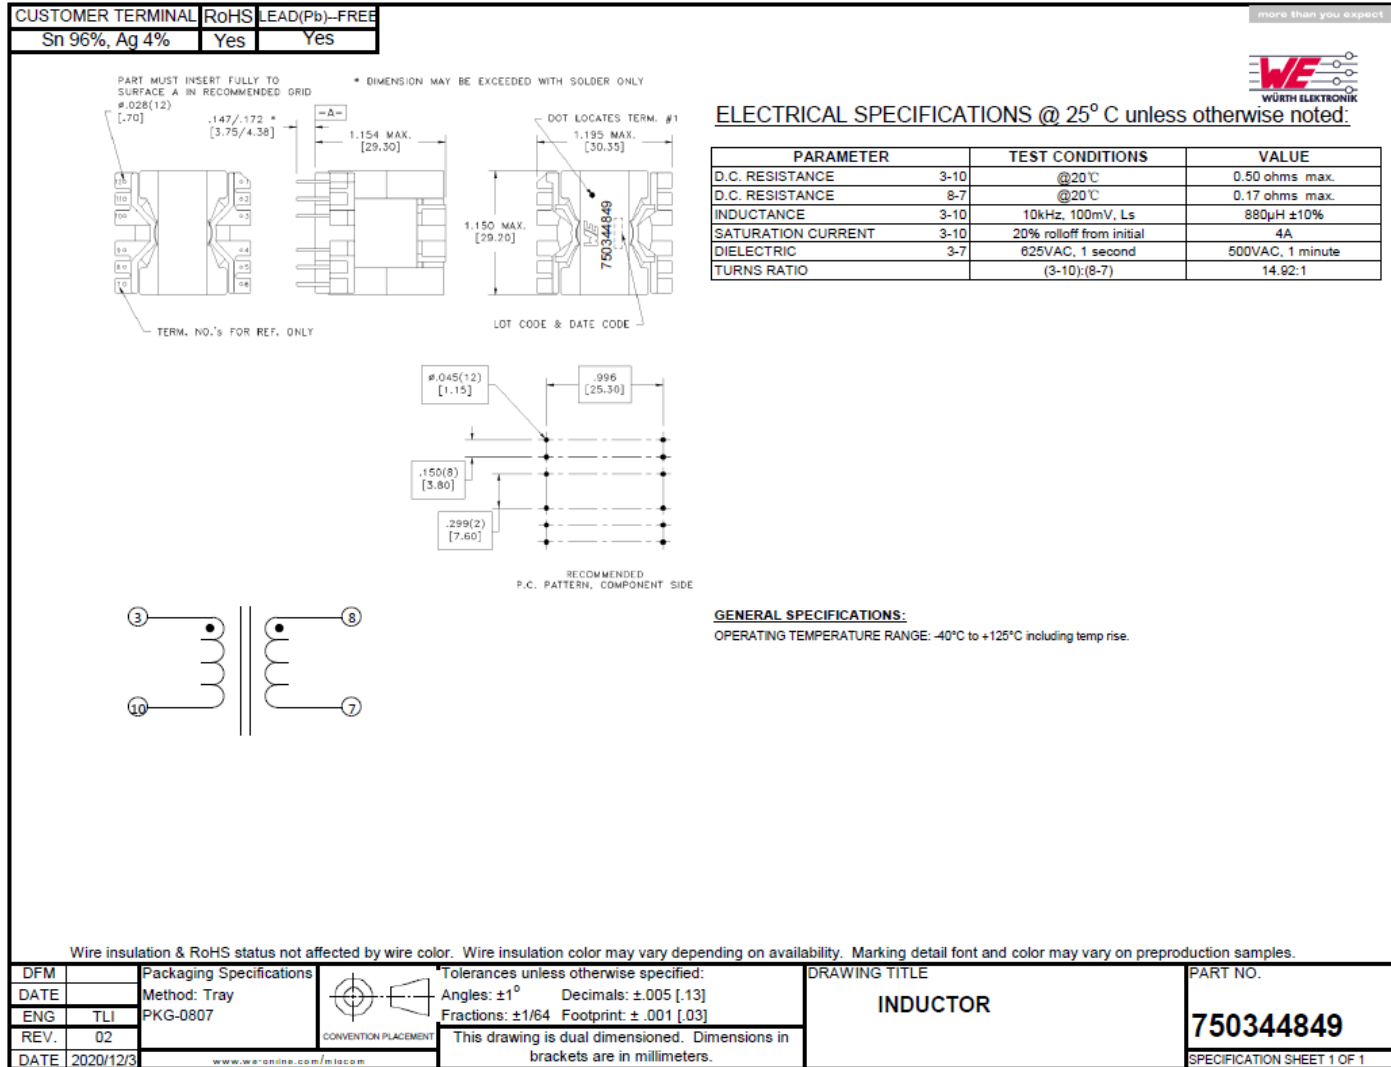 CUSTOMER TERMINAL RoHS LEAD(Pb)--FREE
Sn 96%, Ag 4% Yes Yes
more than you expect
WE
WÜRTH ELEKTRONIK
PART MUST INSERT FULLY TO
SURFACE A IN RECOMMENDED GRID
* DIMENSION MAY BE EXCEEDED WITH SOLDER ONLY
ø.028(12)
[.70]
.147/.172 *
[3.75/4.38]
-A-
1.154 MAX.
[29.30]
DOT LOCATES TERM. #1
1.195 MAX.
[30.35]
1.150 MAX.
[29.20]
WE
750344849
TERM. NO.'s FOR REF. ONLY
LOT CODE & DATE CODE
ELECTRICAL SPECIFICATIONS @ 25° C unless otherwise noted:
PARAMETER TEST CONDITIONS VALUE
D.C. RESISTANCE 3-10 @20℃ 0.50 ohms max.
D.C. RESISTANCE 8-7 @20℃ 0.17 ohms max.
INDUCTANCE 3-10 10kHz, 100mV, Ls 880µH ±10%
SATURATION CURRENT 3-10 20% rolloff from initial 4A
DIELECTRIC 3-7 625VAC, 1 second 500VAC, 1 minute
TURNS RATIO (3-10):(8-7) 14.92:1
ø.045(12)
[1.15]
.996
[25.30]
.150(8)
[3.80]
.299(2)
[7.60]
RECOMMENDED
P.C. PATTERN, COMPONENT SIDE
3 8
10 7
GENERAL SPECIFICATIONS:
OPERATING TEMPERATURE RANGE: -40°C to +125°C including temp rise.
Wire insulation & RoHS status not affected by wire color. Wire insulation color may vary depending on availability. Marking detail font and color may vary on preproduction samples.
DFM
DATE
ENG TLI
REV. 02
DATE 2020/12/3
Packaging Specifications
Method: Tray
PKG-0807
www.we-online.com/midcom
CONVENTION PLACEMENT
Tolerances unless otherwise specified:
Angles: ±1° Decimals: ±.005 [.13]
Fractions: ±1/64 Footprint: ± .001 [.03]
This drawing is dual dimensioned. Dimensions in
brackets are in millimeters.
DRAWING TITLE
INDUCTOR
PART NO.
750344849
SPECIFICATION SHEET 1 OF 1